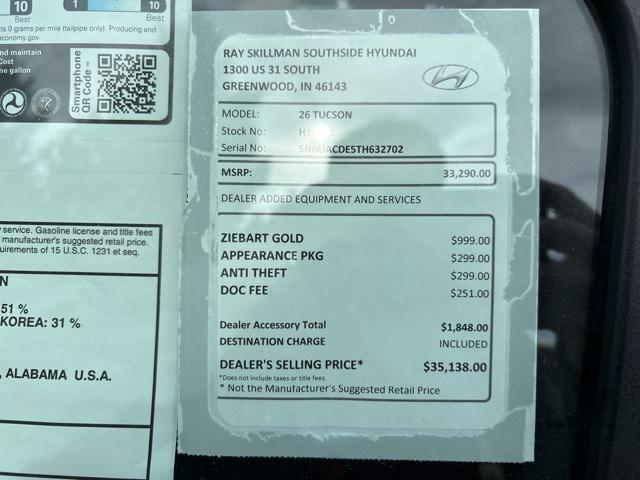 10
Best
1
10
Best
ts 0 grams per mile (tailpipe only). Producing and
economy.gov.
nd maintain
Cost
ne gallon
Smartphone
QR Code™
service. Gasoline license and title fees
manufacturer's suggested retail price.
uirements of 15 U.S.C. 1231 et seq.
N
51 %
KOREA: 31 %
, ALABAMA U.S.A.
RAY SKILLMAN SOUTHSIDE HYUNDAI
1300 US 31 SOUTH
GREENWOOD, IN 46143
MODEL: 26 TUCSON
Stock No:
Serial No: 5NMJACDE5TH632702
MSRP: 33,290.00
DEALER ADDED EQUIPMENT AND SERVICES
ZIEBART GOLD $999.00
APPEARANCE PKG $299.00
ANTI THEFT $299.00
DOC FEE $251.00
Dealer Accessory Total $1,848.00
DESTINATION CHARGE INCLUDED
DEALER'S SELLING PRICE* $35,138.00
*Does not include taxes or title fees.
* Not the Manufacturer's Suggested Retail Price